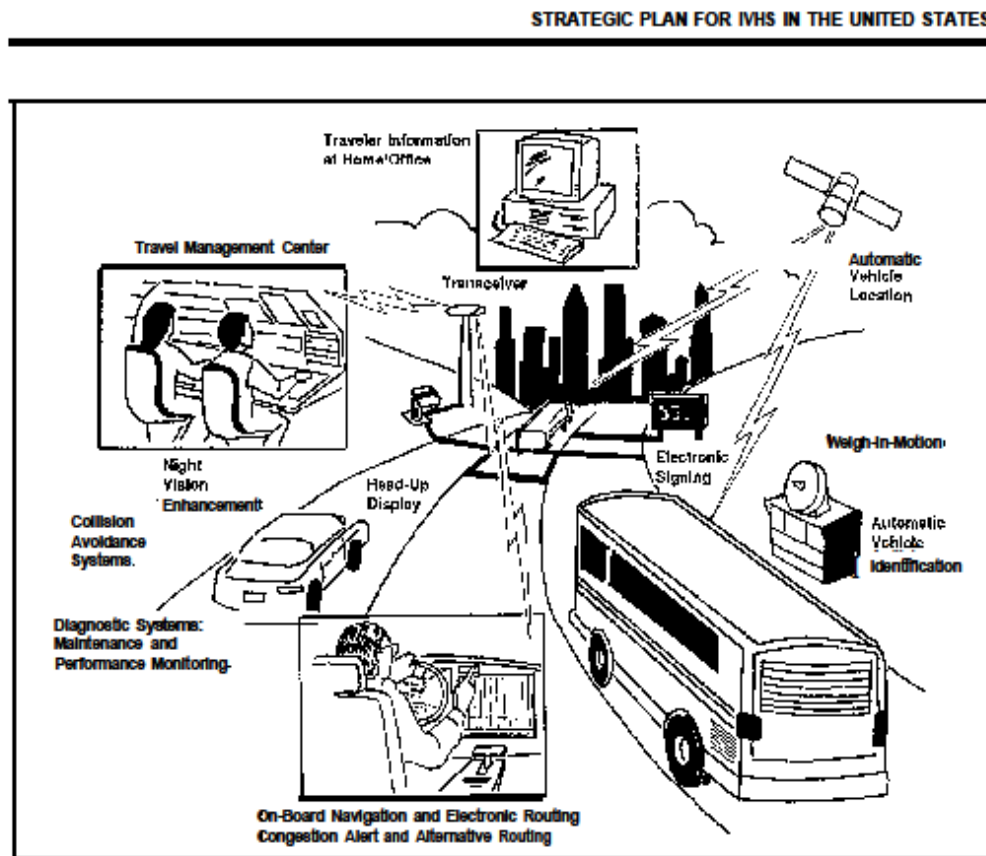 STRATEGIC PLAN FOR IVHS IN THE UNITED STATES
Traveler Information
at Home/Office
Travel Management Center
Transceiver
Automatic
Vehicle
Location
Weigh-in-Motion
Electronic
Signing
Night
Vision
Enhancement
Head-Up
Display
Collision
Avoidance
Systems.
Automatic
Vehicle
Identification
Diagnostic Systems:
Maintenance and
Performance Monitoring
On-Board Navigation and Electronic Routing
Congestion Alert and Alternative Routing